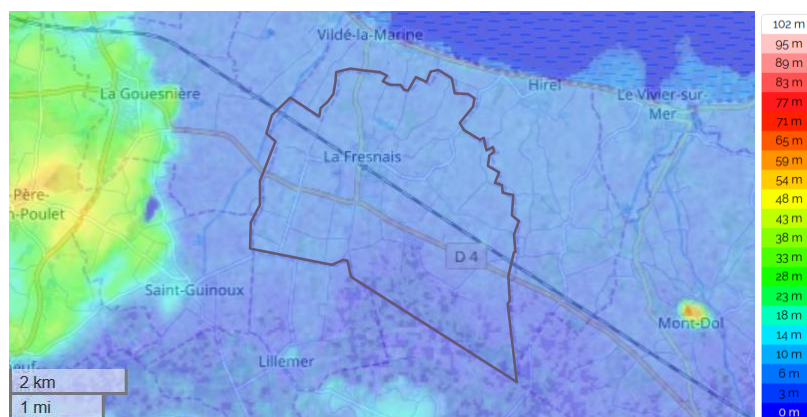 Vildé-la-Marine
La Gouesnière
Hirel
Le Vivier-sur-
Mer
La Fresnais
-Père-
n-Poulet
D 4
Saint-Guinoux
Mont-Dol
Lillemer
euf
2 km
1 mi
102 m
95 m
89 m
83 m
77 m
71 m
65 m
59 m
54 m
48 m
43 m
38 m
33 m
28 m
23 m
18 m
14 m
10 m
6 m
3 m
0 m